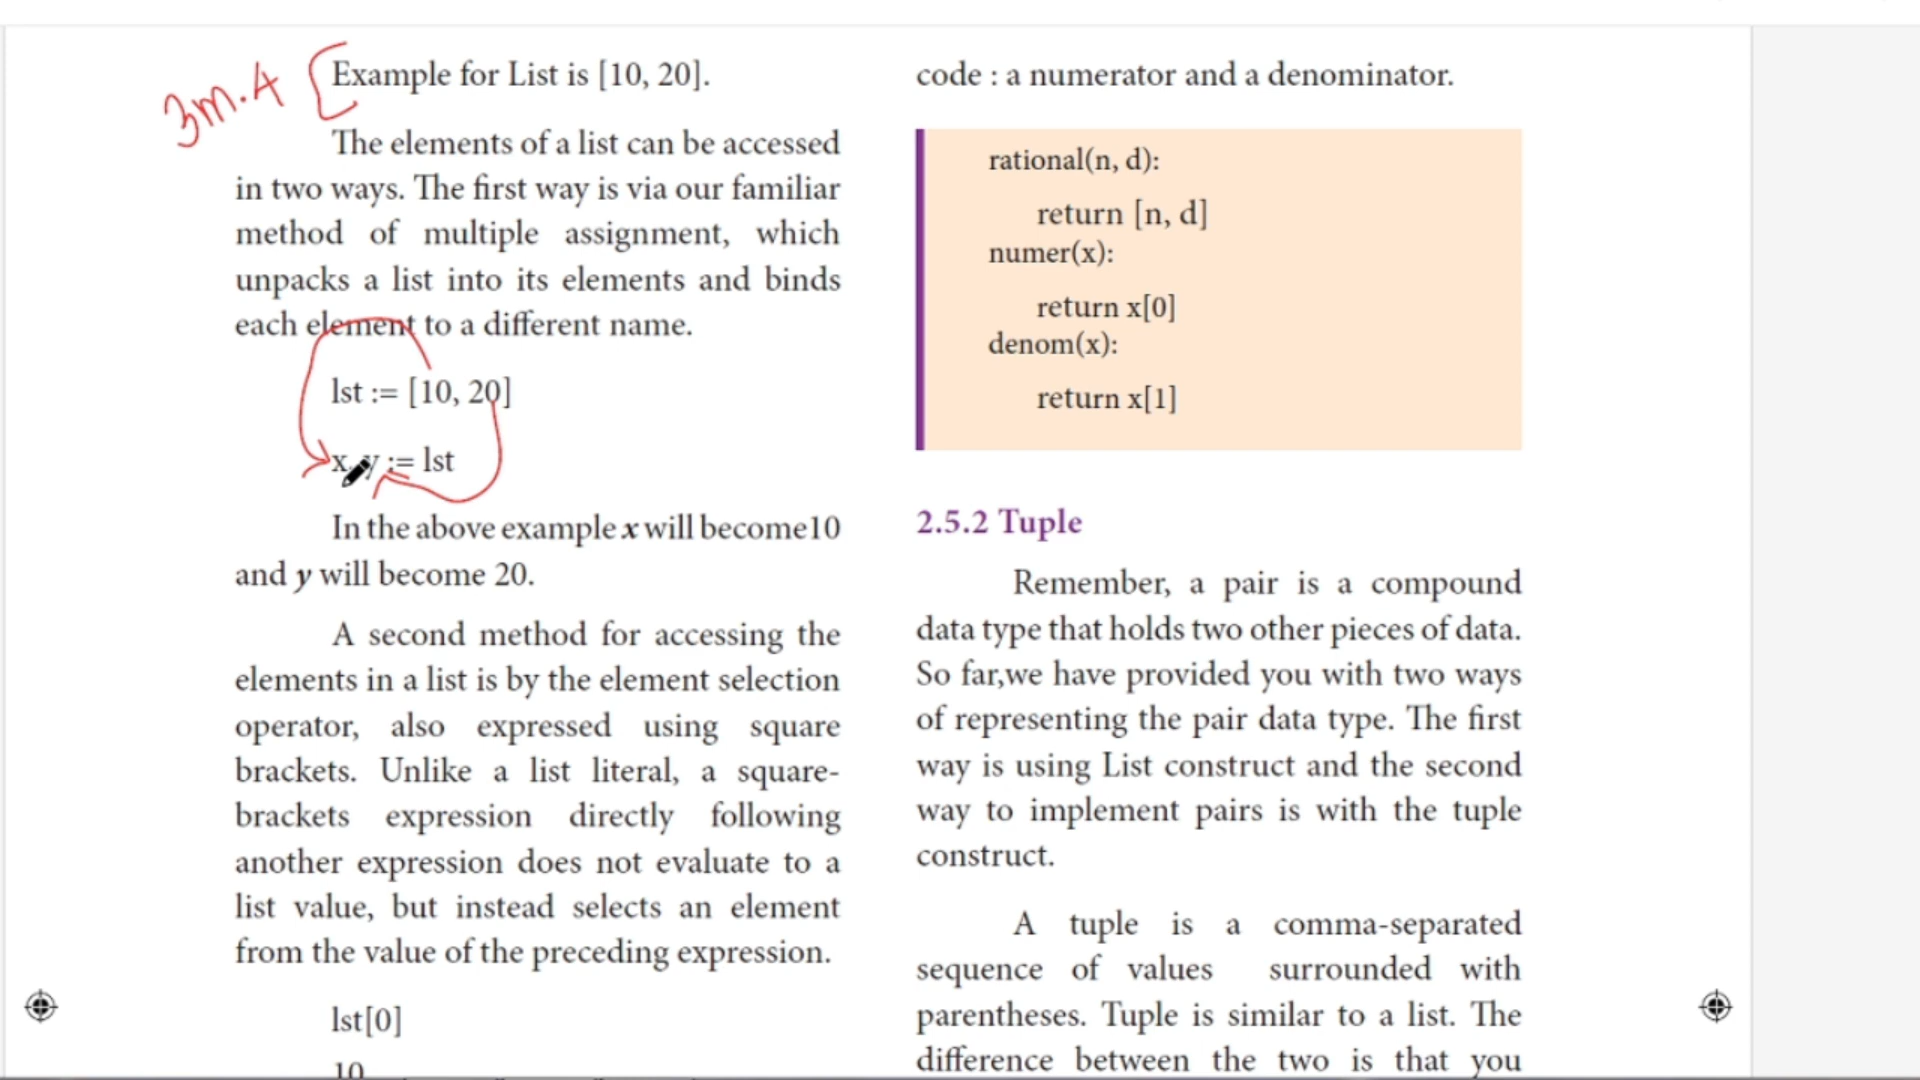 3m.4
Example for List is [10, 20].
The elements of a list can be accessed
in two ways. The first way is via our familiar
method of multiple assignment, which
unpacks a list into its elements and binds
each element to a different name.
lst := [10, 20]
x, y := lst
In the above example x will become10
and y will become 20.
A second method for accessing the
elements in a list is by the element selection
operator, also expressed using square
brackets. Unlike a list literal, a square-
brackets expression directly following
another expression does not evaluate to a
list value, but instead selects an element
from the value of the preceding expression.
lst[0]
10
code : a numerator and a denominator.
rational(n, d):
return [n, d]
numer(x):
return x[0]
denom(x):
return x[1]
2.5.2 Tuple
Remember, a pair is a compound
data type that holds two other pieces of data.
So far,we have provided you with two ways
of representing the pair data type. The first
way is using List construct and the second
way to implement pairs is with the tuple
construct.
A tuple is a comma-separated
sequence of values surrounded with
parentheses. Tuple is similar to a list. The
difference between the two is that you